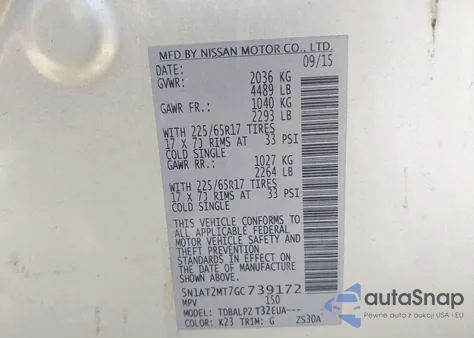 MFD BY NISSAN MOTOR CO., LTD.
DATE: 09/15
GVWR: 2036 KG
4489 LB
GAWR FR.: 1040 KG
2293 LB
WITH 225/65R17 TIRES
17 X 7J RIMS AT 33 PSI
COLD SINGLE
GAWR RR.: 1027 KG
2264 LB
WITH 225/65R17 TIRES
17 X 7J RIMS AT 33 PSI
COLD SINGLE
THIS VEHICLE CONFORMS TO
ALL APPLICABLE FEDERAL
MOTOR VEHICLE SAFETY AND
THEFT PREVENTION
STANDARDS IN EFFECT ON
THE DATE OF MANUFACTURE
SHOWN ABOVE.
5N1AT2MT7GC739172
MPV 150
MODEL: TDBALPZ T32EUA---
COLOR: K23 TRIM: G ZS30A
autoSnap
Pewne auta z USA i Kanady